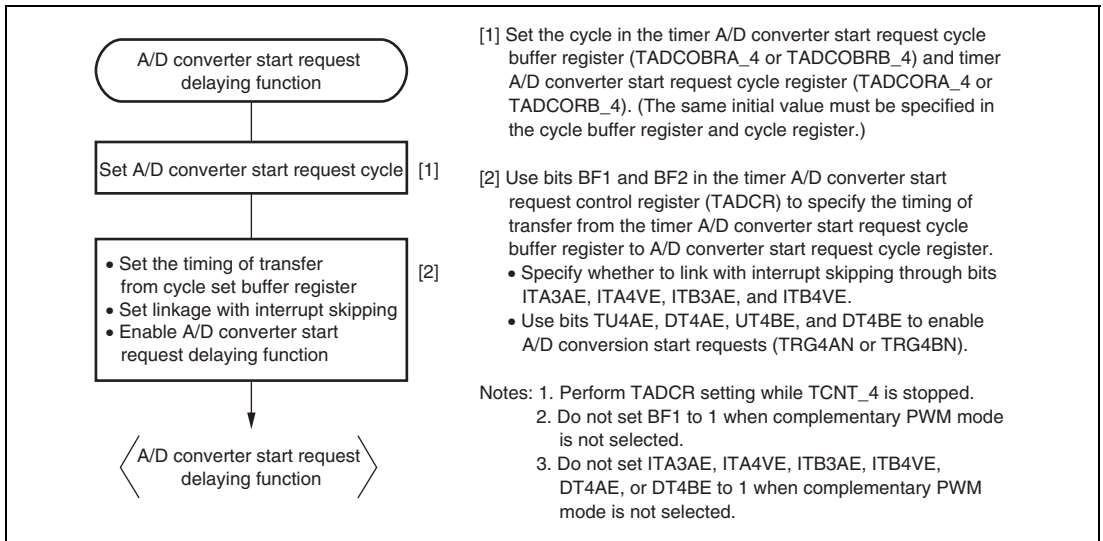 A/D converter start request
delaying function
Set A/D converter start request cycle
[1]
• Set the timing of transfer
from cycle set buffer register
• Set linkage with interrupt skipping
• Enable A/D converter start
request delaying function
[2]
A/D converter start request
delaying function
[1] Set the cycle in the timer A/D converter start request cycle
buffer register (TADCOBRA_4 or TADCOBRB_4) and timer
A/D converter start request cycle register (TADCORA_4 or
TADCORB_4). (The same initial value must be specified in
the cycle buffer register and cycle register.)
[2] Use bits BF1 and BF2 in the timer A/D converter start
request control register (TADCR) to specify the timing of
transfer from the timer A/D converter start request cycle
buffer register to A/D converter start request cycle register.
• Specify whether to link with interrupt skipping through bits
ITA3AE, ITA4VE, ITB3AE, and ITB4VE.
• Use bits TU4AE, DT4AE, UT4BE, and DT4BE to enable
A/D conversion start requests (TRG4AN or TRG4BN).
Notes: 1. Perform TADCR setting while TCNT_4 is stopped.
2. Do not set BF1 to 1 when complementary PWM mode
is not selected.
3. Do not set ITA3AE, ITA4VE, ITB3AE, ITB4VE,
DT4AE, or DT4BE to 1 when complementary PWM
mode is not selected.